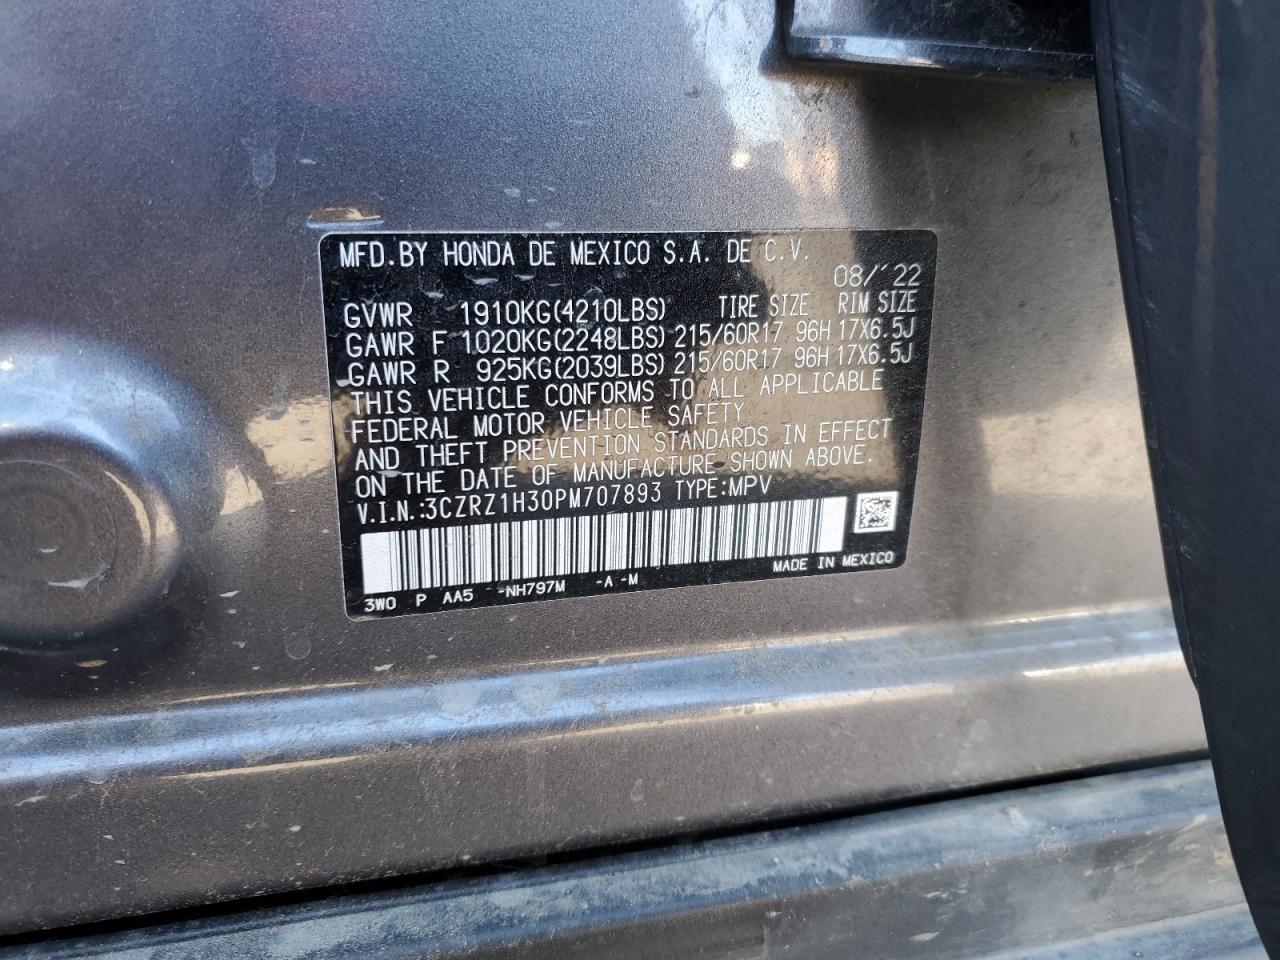 MFD.BY HONDA DE MEXICO S.A. DE C.V.
08/´22
GVWR 1910KG(4210LBS) TIRE SIZE RIM SIZE
GAWR F 1020KG(2248LBS) 215/60R17 96H 17X6.5J
GAWR R 925KG(2039LBS) 215/60R17 96H 17X6.5J
THIS VEHICLE CONFORMS TO ALL APPLICABLE
FEDERAL MOTOR VEHICLE SAFETY
AND THEFT PREVENTION STANDARDS IN EFFECT
ON THE DATE OF MANUFACTURE SHOWN ABOVE.
V.I.N.:3CZRZ1H30PM707893 TYPE:MPV
MADE IN MEXICO
3W0 P AA5 -NH797M -A -M